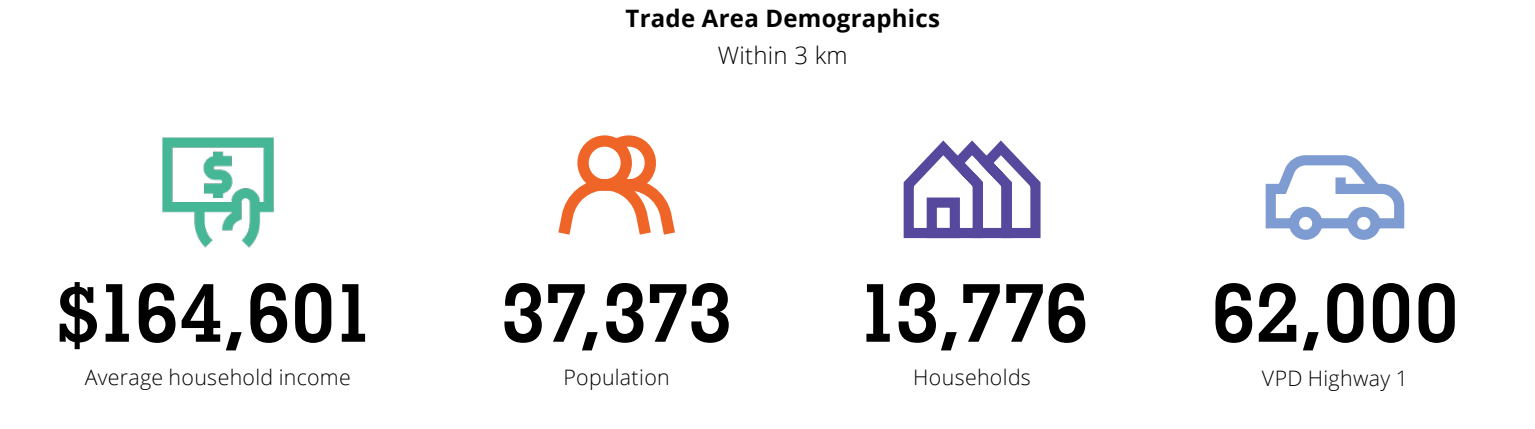 Trade Area Demographics
Within 3 km
$
$164,601
Average household income
37,373
Population
13,776
Households
62,000
VPD Highway 1